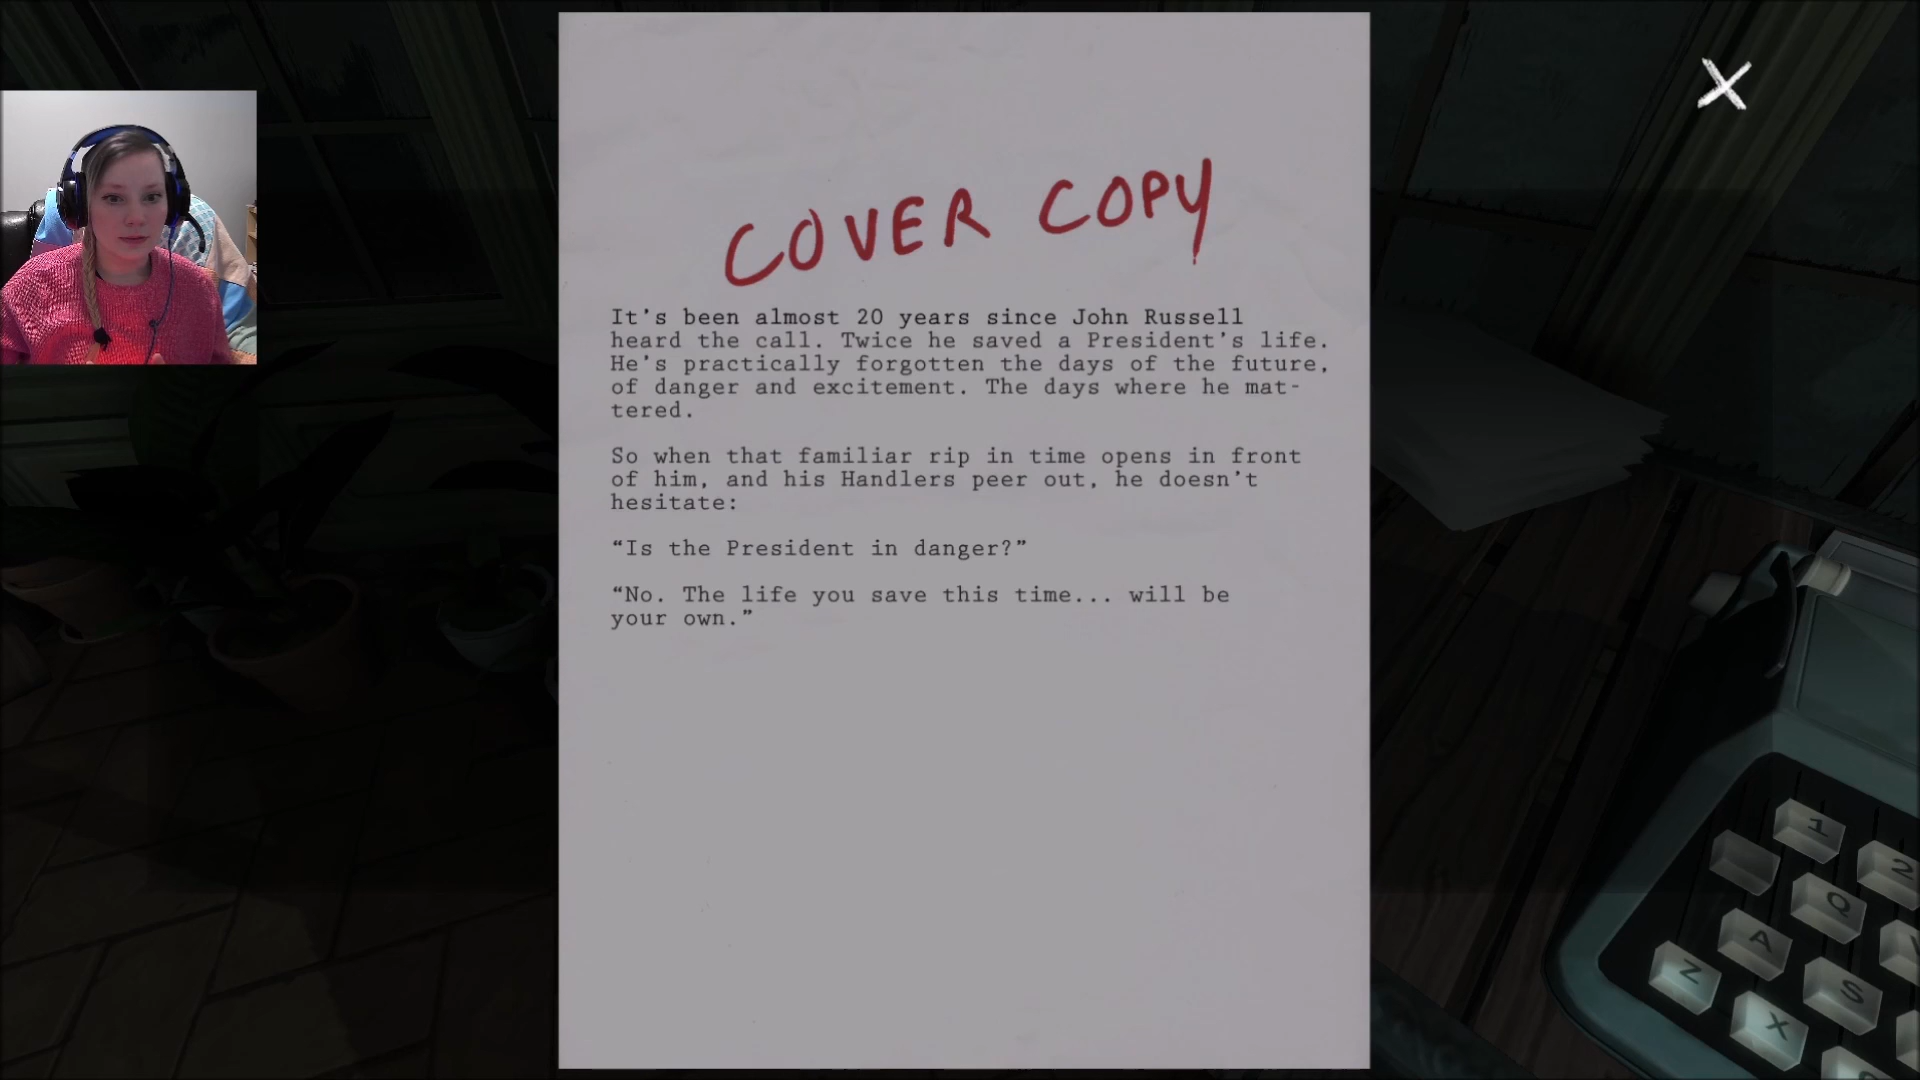 COVER COPY
It's been almost 20 years since John Russell
heard the call. Twice he saved a President's life.
He's practically forgotten the days of the future,
of danger and excitement. The days where he mat-
tered.
So when that familiar rip in time opens in front
of him, and his Handlers peer out, he doesn't
hesitate:
“Is the President in danger?”
“No. The life you save this time... will be
your own.”
1
2
Q
A
S
Z
X